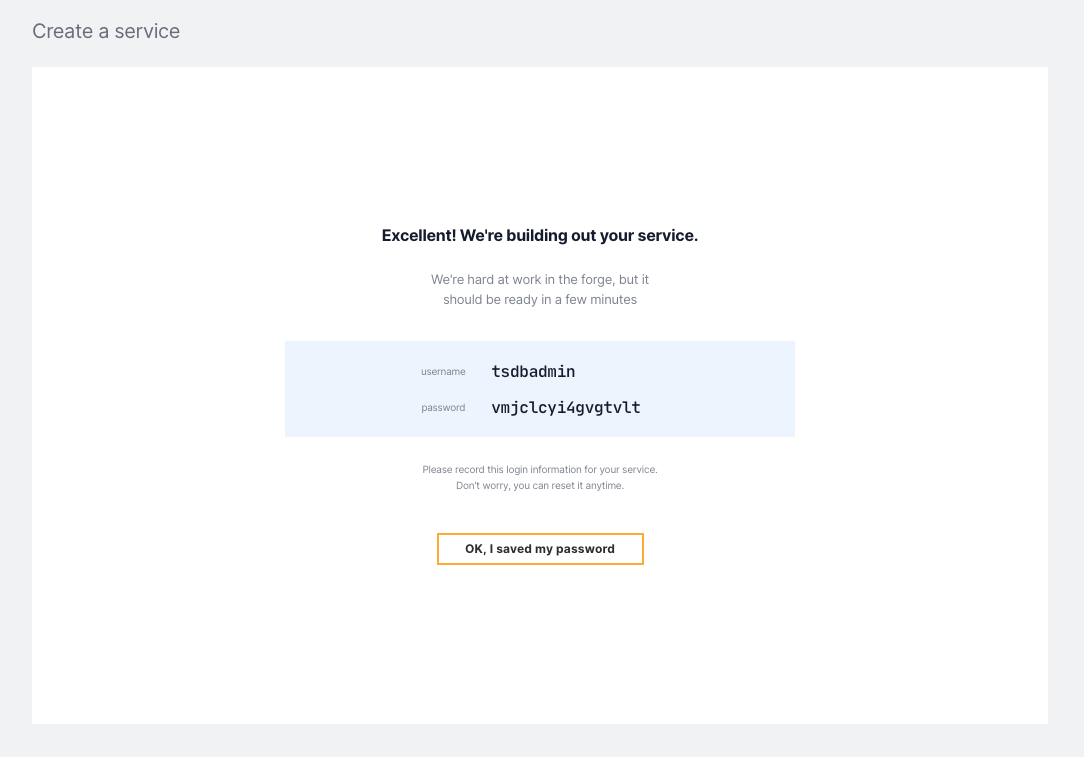 Create a service
Excellent! We're building out your service.
We're hard at work in the forge, but it
should be ready in a few minutes
username tsdbadmin
password vmjclcyi4gvgtvlt
Please record this login information for your service.
Don't worry, you can reset it anytime.
OK, I saved my password